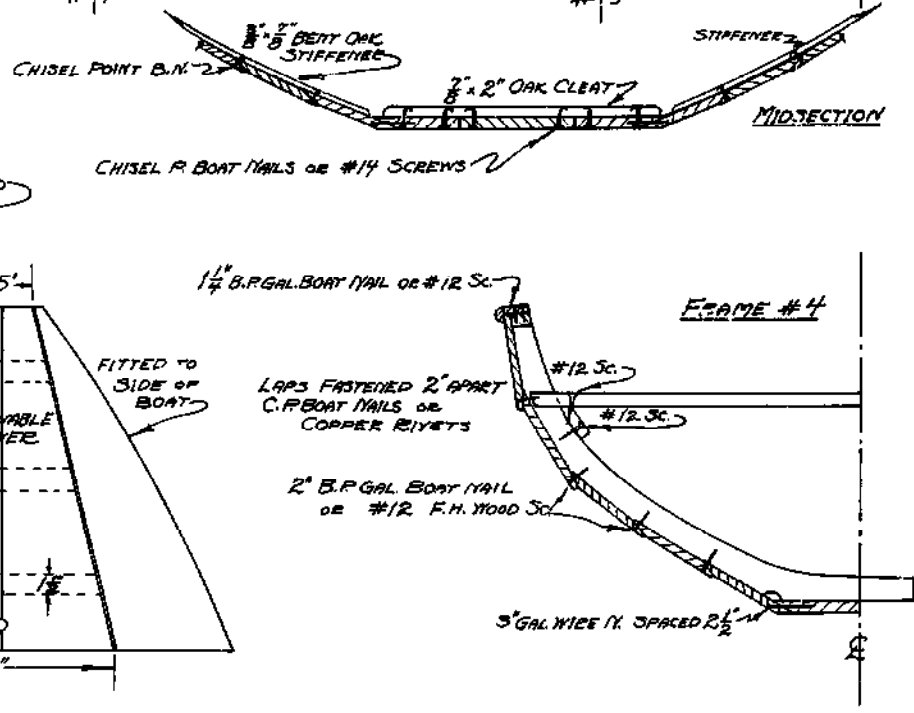 3/8" x 7/8" BENT OAK
STIFFENER
STIFFENER
CHISEL POINT B.N.
7/8" x 2" OAK CLEAT
MIDSECTION
CHISEL P. BOAT NAILS OR #14 SCREWS
5"
1 1/4" B.P. GAL. BOAT NAIL OR #12 Sc.
FRAME #4
FITTED TO
SIDE OF
BOAT
#12 Sc.
LAPS FASTENED 2" APART
C.P. BOAT NAILS OR
COPPER RIVETS
#12 Sc.
2" B.P. GAL. BOAT NAIL
OR #12 F.H. WOOD Sc.
3" GAL. WIRE N. SPACED 2 1/2"
℄